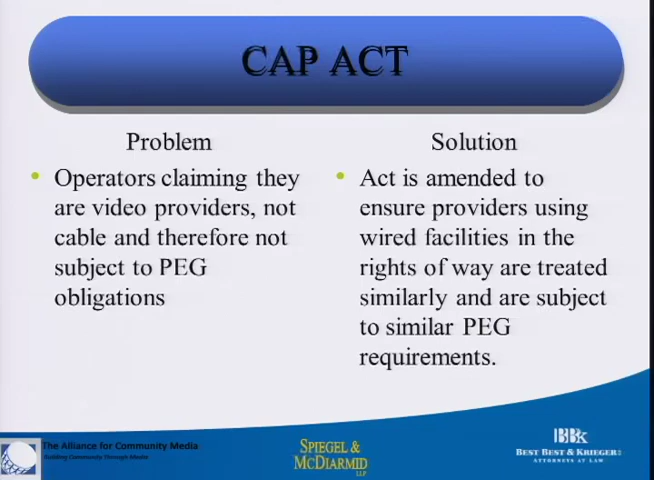 CAP ACT
Problem
• Operators claiming they
are video providers, not
cable and therefore not
subject to PEG
obligations
Solution
• Act is amended to
ensure providers using
wired facilities in the
rights of way are treated
similarly and are subject
to similar PEG
requirements.
The Alliance for Community Media
Building Community Through Media
SPIEGEL &
MCDIARMID
LLP
BBK
BEST BEST & KRIEGER
ATTORNEYS AT LAW